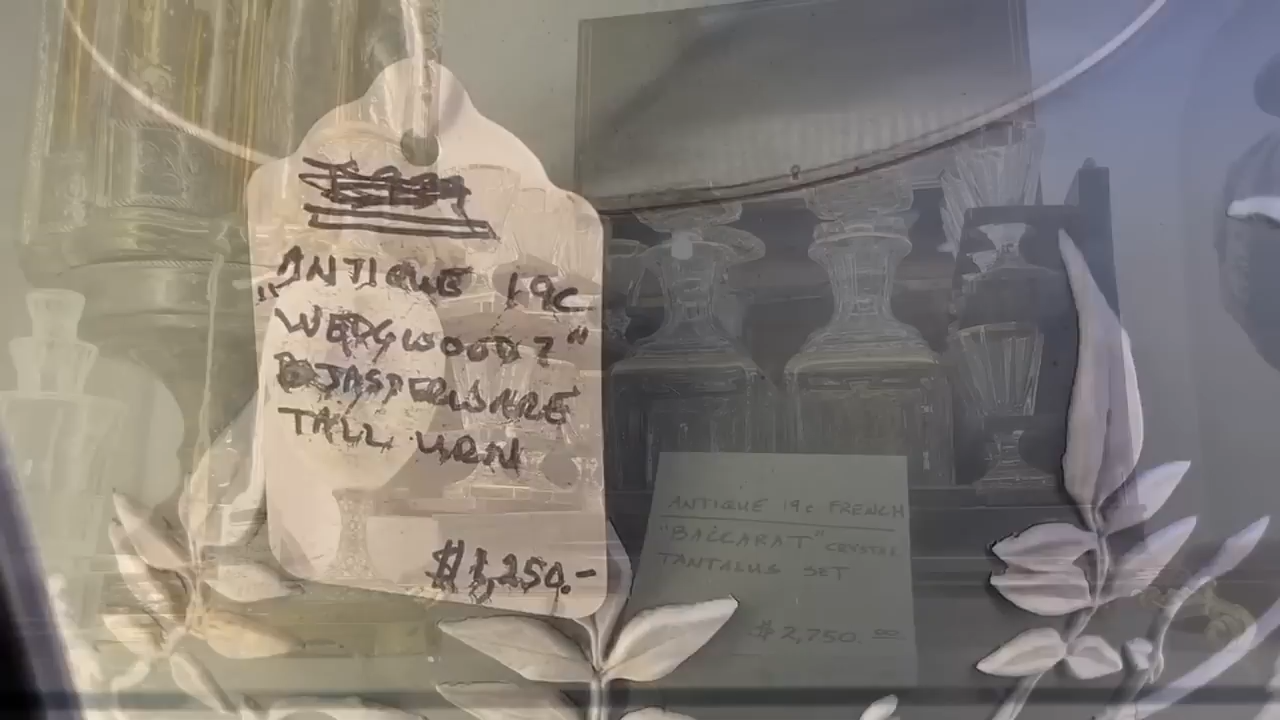 ANTIQUE 19C
"WEDGWOOD"
JASPERWARE
TALL URN
$1,250.-
ANTIQUE 19c FRENCH
"BACCARAT" CRYSTAL
TANTALUS SET
$2,750.00